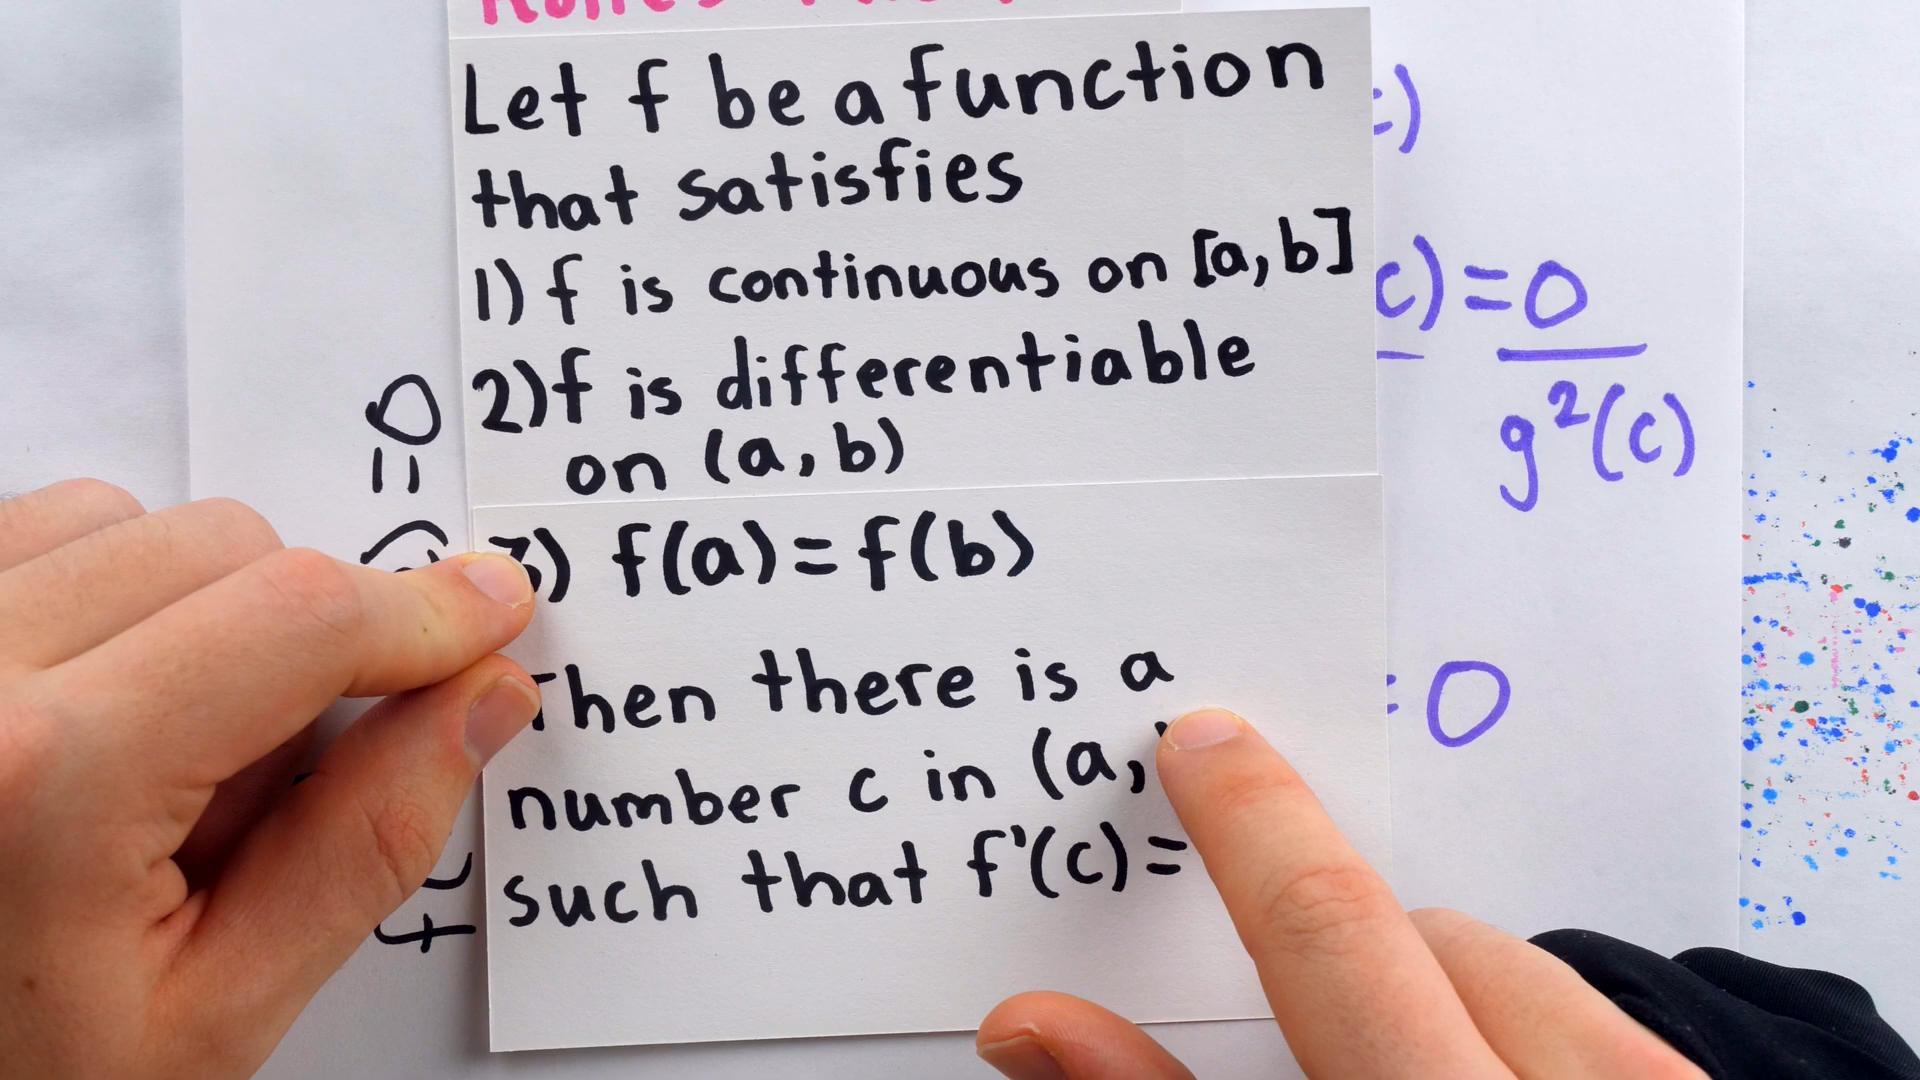 Let f be a function
that satisfies
1) f is continuous on [a,b]
2) f is differentiable
on (a,b)
3) f(a)=f(b)
Then there is a
number c in (a,
such that f'(c)=
c)
c)=0
g²(c)
=0